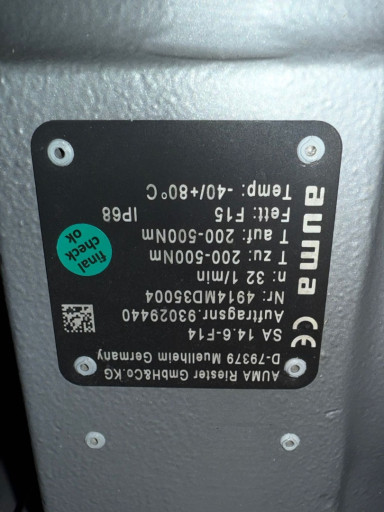 auma CE
AUMA Riester GmbH&Co.KG
D-79379 Muellheim Germany
SA 14.6-F14
Auftragsnr.93029440
Nr: 4914MD35004
n: 32 1/min
T zu: 200-500Nm
T auf: 200-500Nm
Fett: F15 IP68
Temp: -40/+80°C
final
check
ok